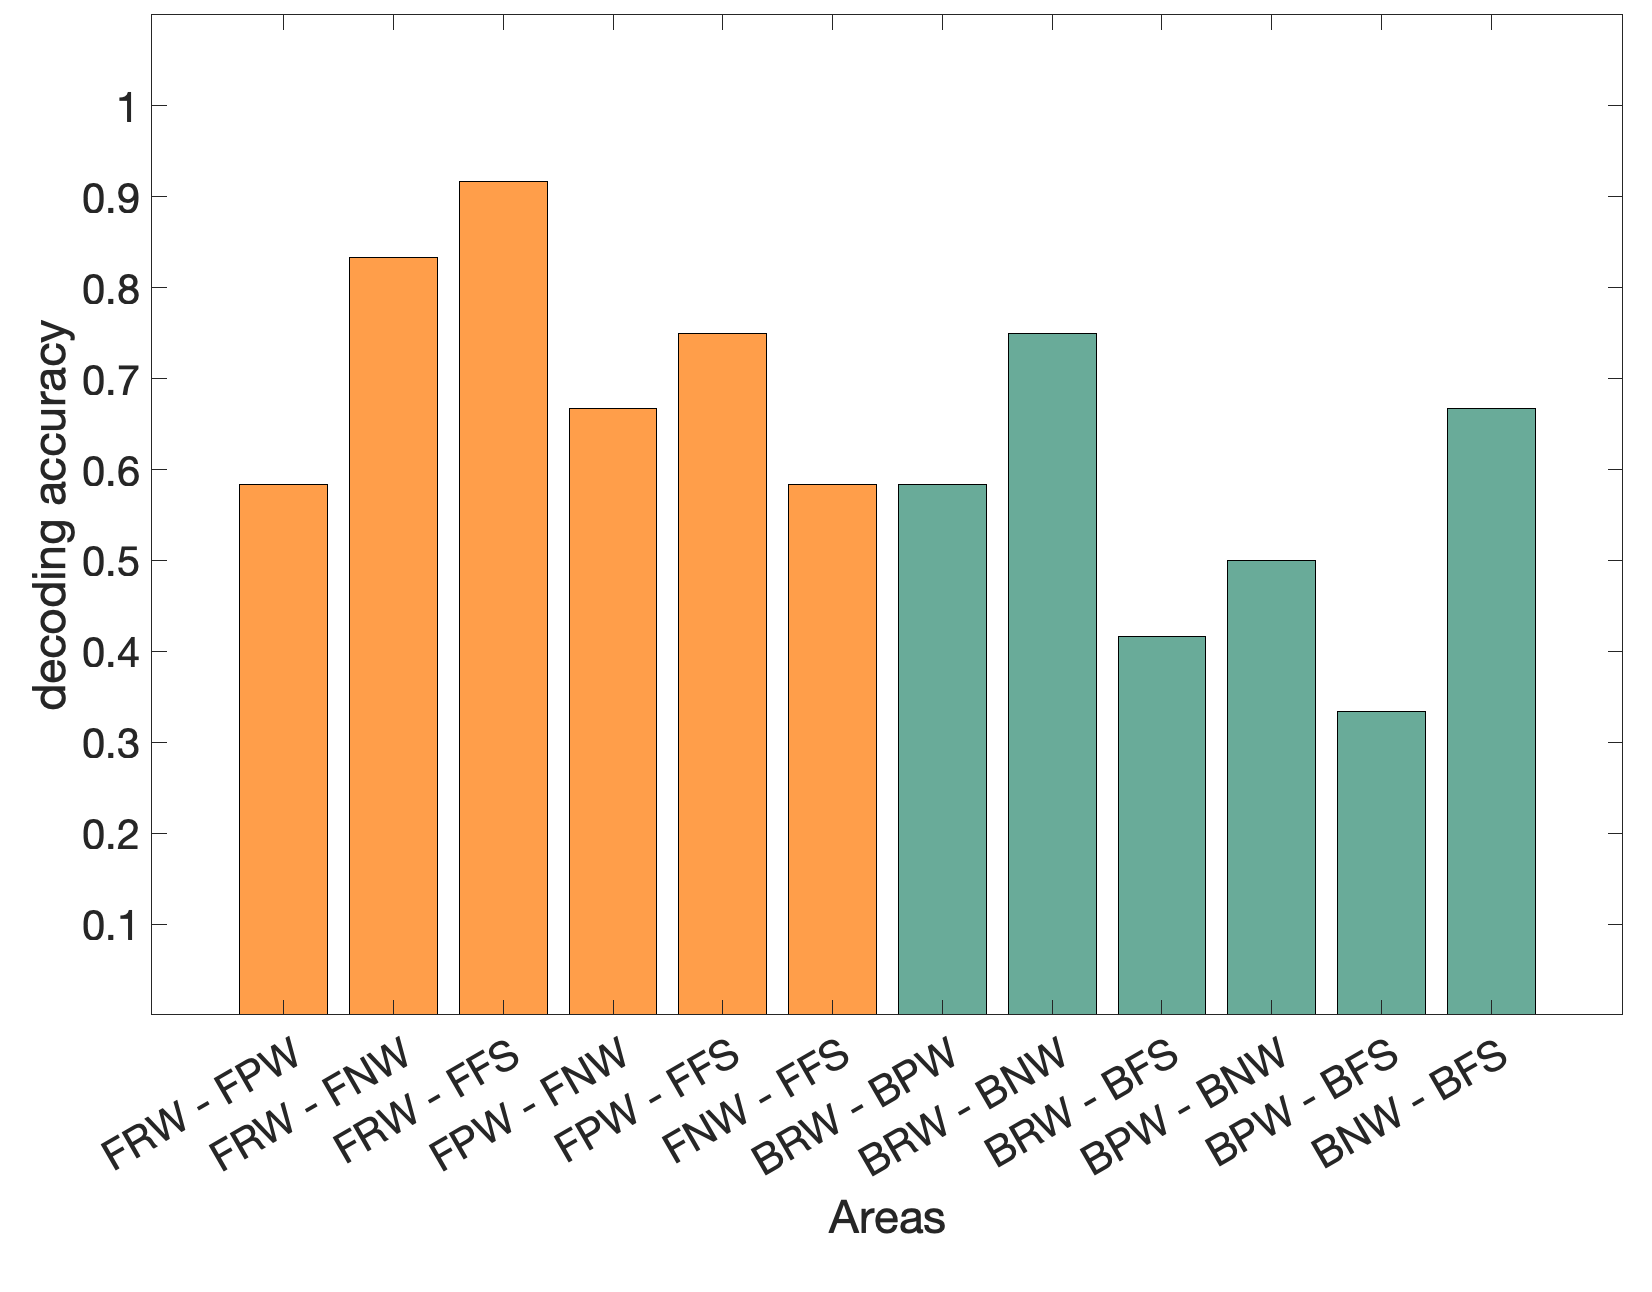 1
0.9
0.8
0.7
0.6
0.5
0.4
0.3
0.2
0.1
decoding accuracy
FRW - FPW
FRW - FNW
FRW - FFS
FPW - FNW
FPW - FFS
FNW - FFS
BRW - BPW
BRW - BNW
BRW - BFS
BPW - BNW
BPW - BFS
BNW - BFS
Areas